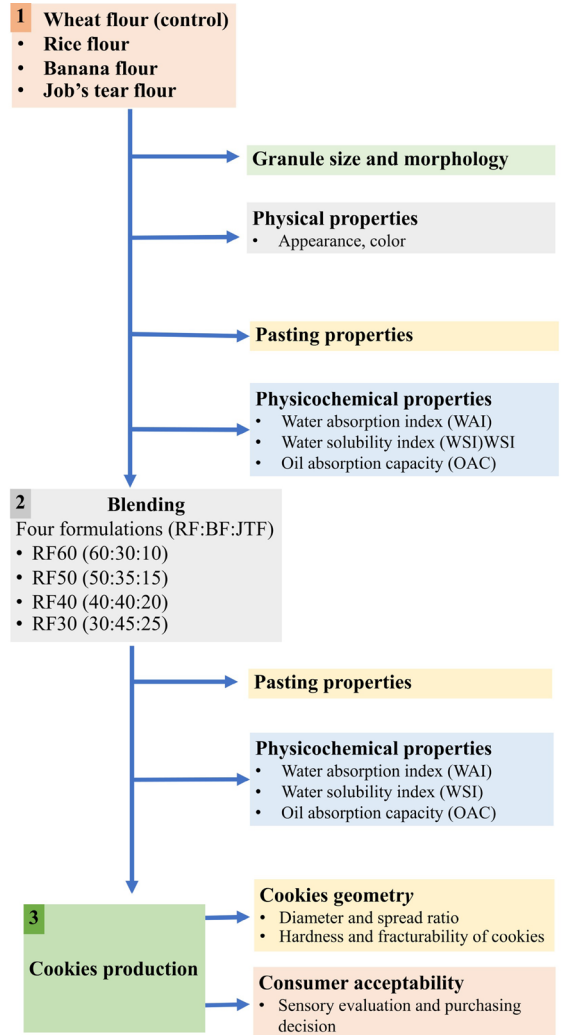 1 Wheat flour (control)
• Rice flour
• Banana flour
• Job's tear flour
Granule size and morphology
Physical properties
• Appearance, color
Pasting properties
Physicochemical properties
• Water absorption index (WAI)
• Water solubility index (WSI)WSI
• Oil absorption capacity (OAC)
2 Blending
Four formulations (RF:BF:JTF)
• RF60 (60:30:10)
• RF50 (50:35:15)
• RF40 (40:40:20)
• RF30 (30:45:25)
Pasting properties
Physicochemical properties
• Water absorption index (WAI)
• Water solubility index (WSI)
• Oil absorption capacity (OAC)
3
Cookies production
Cookies geometry
• Diameter and spread ratio
• Hardness and fracturability of cookies
Consumer acceptability
• Sensory evaluation and purchasing
decision